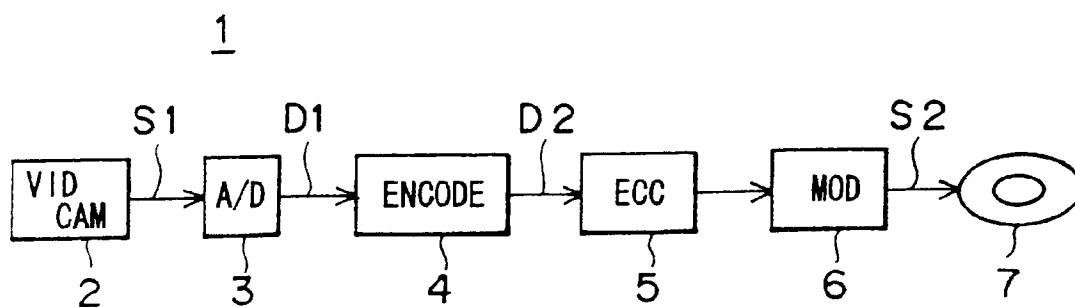 1
S1 D1 D2 S2
VID CAM A/D ENCODE ECC MOD
2 3 4 5 6 7